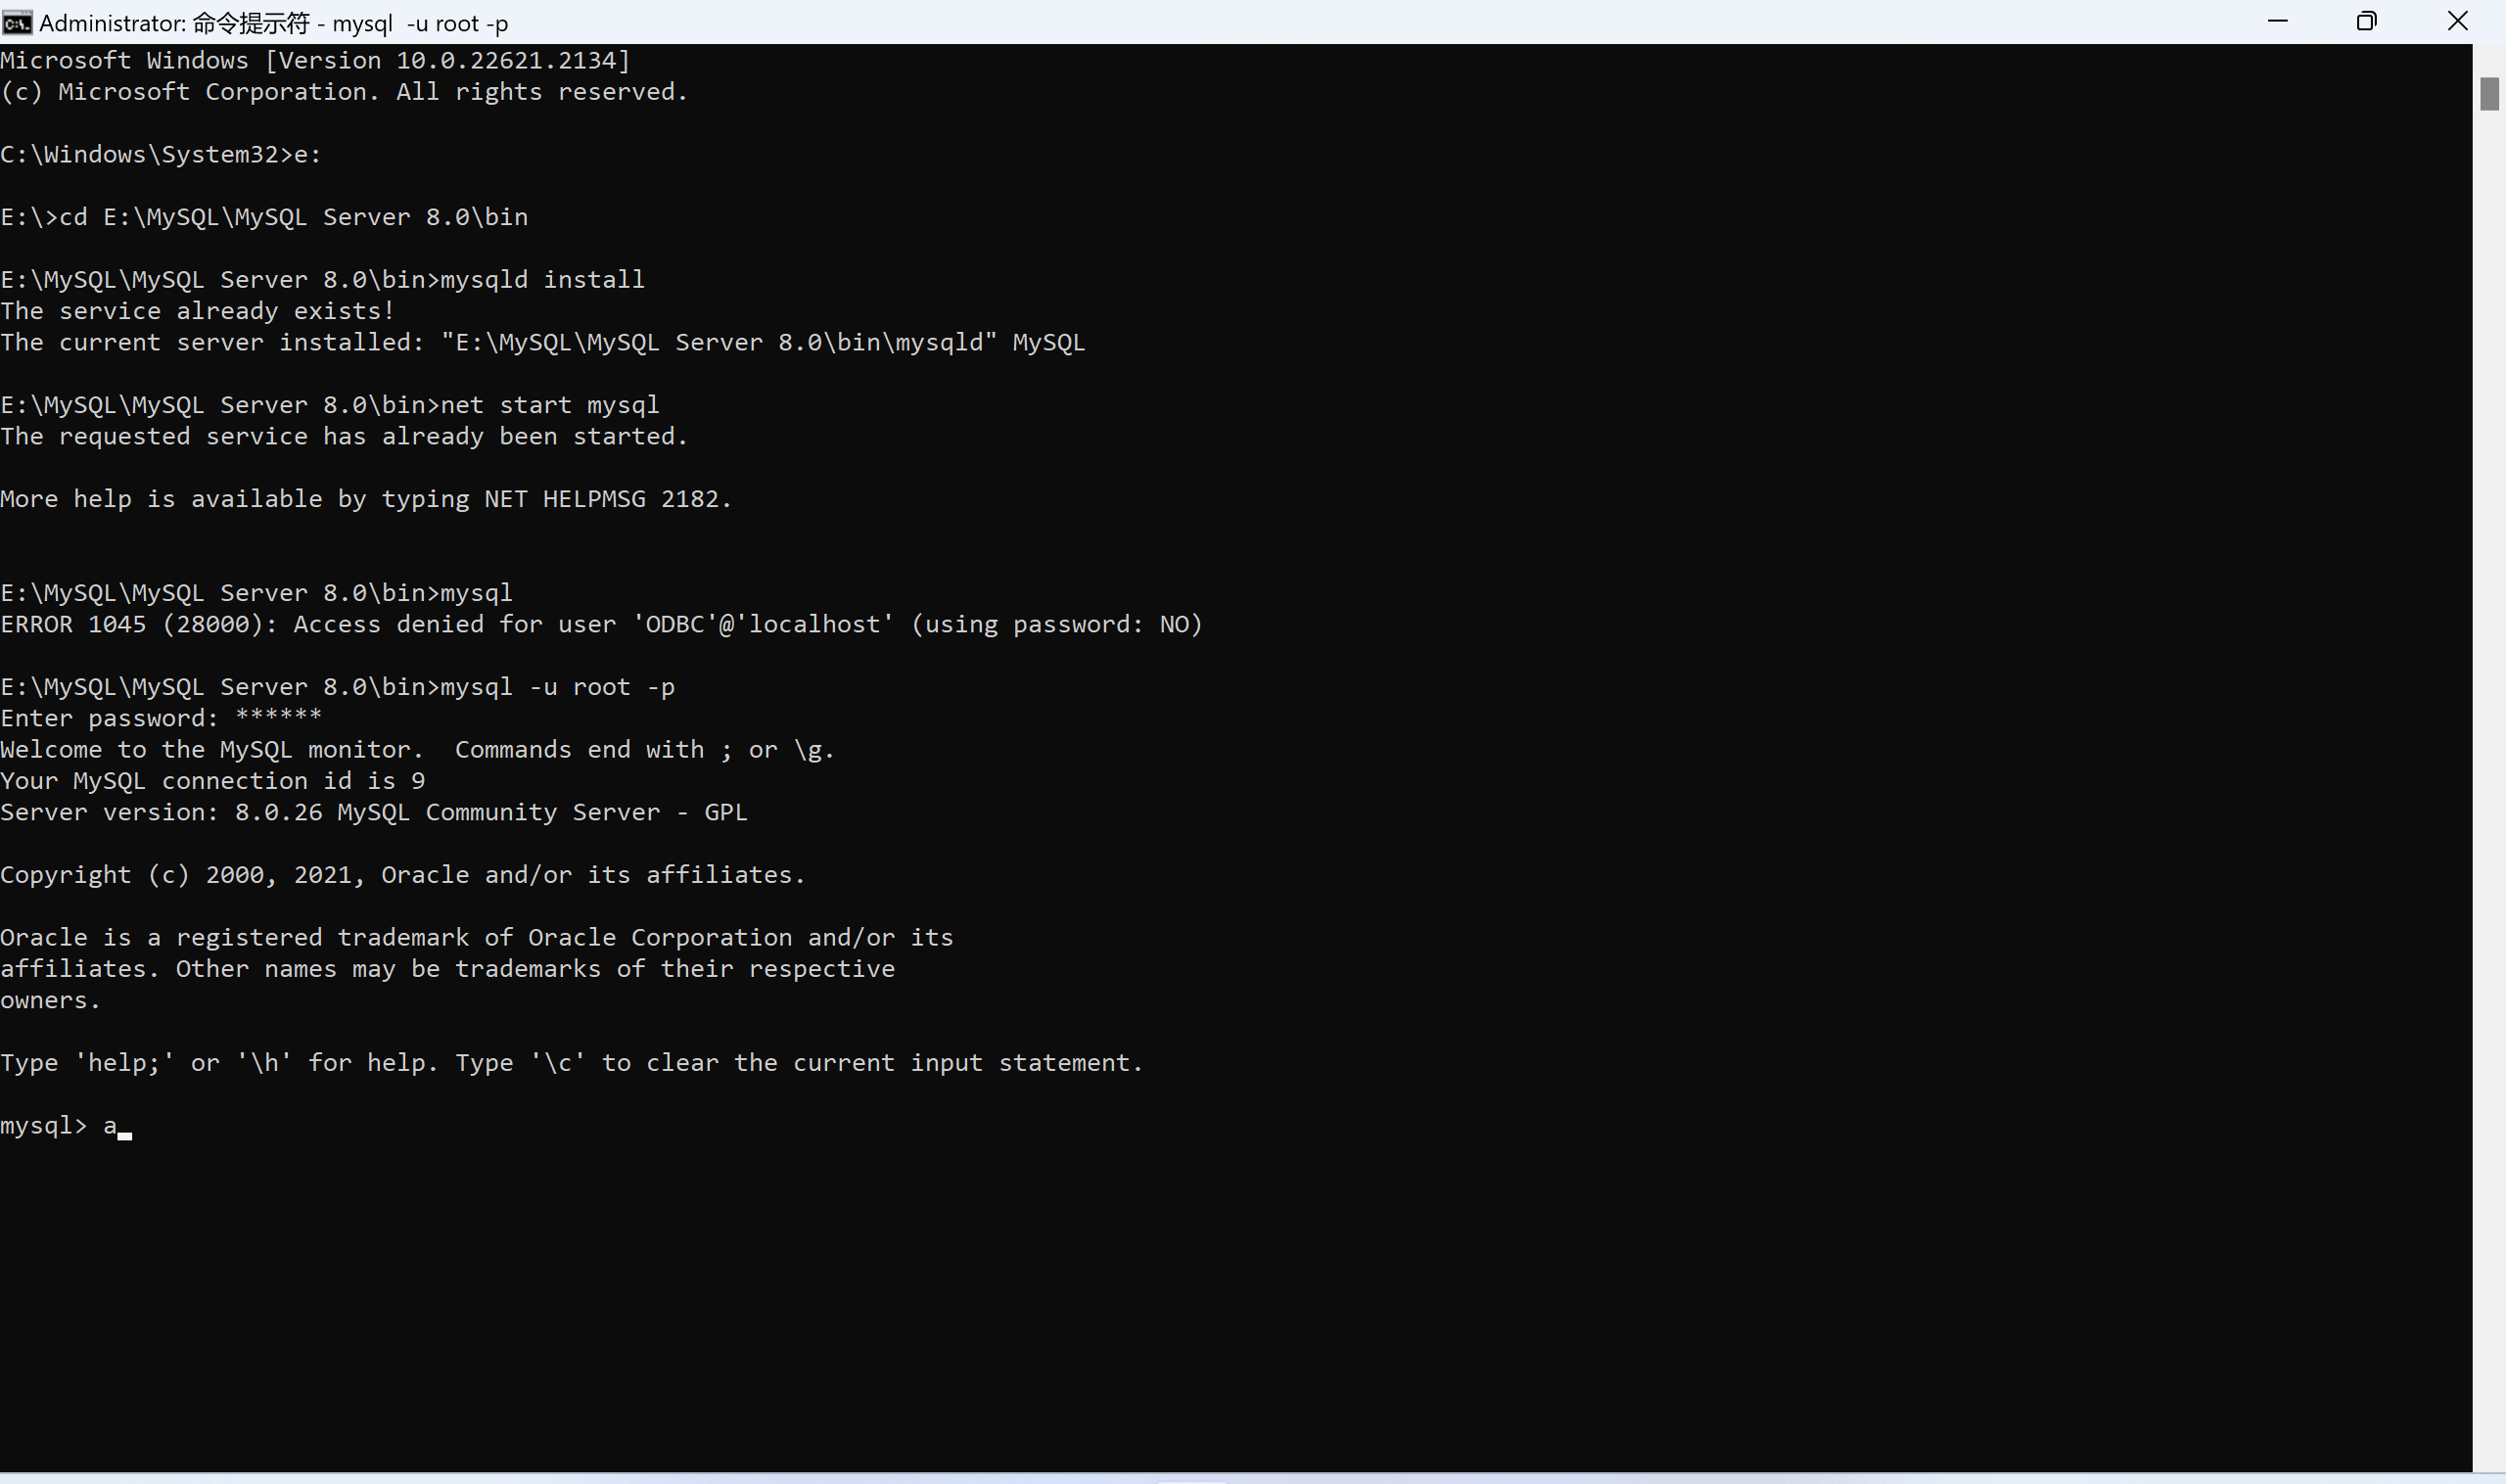 Administrator: 命令提示符 - mysql  -u root -p
Microsoft Windows [Version 10.0.22621.2134]
(c) Microsoft Corporation. All rights reserved.
C:\Windows\System32>e:
E:\>cd E:\MySQL\MySQL Server 8.0\bin
E:\MySQL\MySQL Server 8.0\bin>mysqld install
The service already exists!
The current server installed: "E:\MySQL\MySQL Server 8.0\bin\mysqld" MySQL
E:\MySQL\MySQL Server 8.0\bin>net start mysql
The requested service has already been started.
More help is available by typing NET HELPMSG 2182.
E:\MySQL\MySQL Server 8.0\bin>mysql
ERROR 1045 (28000): Access denied for user 'ODBC'@'localhost' (using password: NO)
E:\MySQL\MySQL Server 8.0\bin>mysql -u root -p
Enter password: ******
Welcome to the MySQL monitor.  Commands end with ; or \g.
Your MySQL connection id is 9
Server version: 8.0.26 MySQL Community Server - GPL
Copyright (c) 2000, 2021, Oracle and/or its affiliates.
Oracle is a registered trademark of Oracle Corporation and/or its
affiliates. Other names may be trademarks of their respective
owners.
Type 'help;' or '\h' for help. Type '\c' to clear the current input statement.
mysql> a